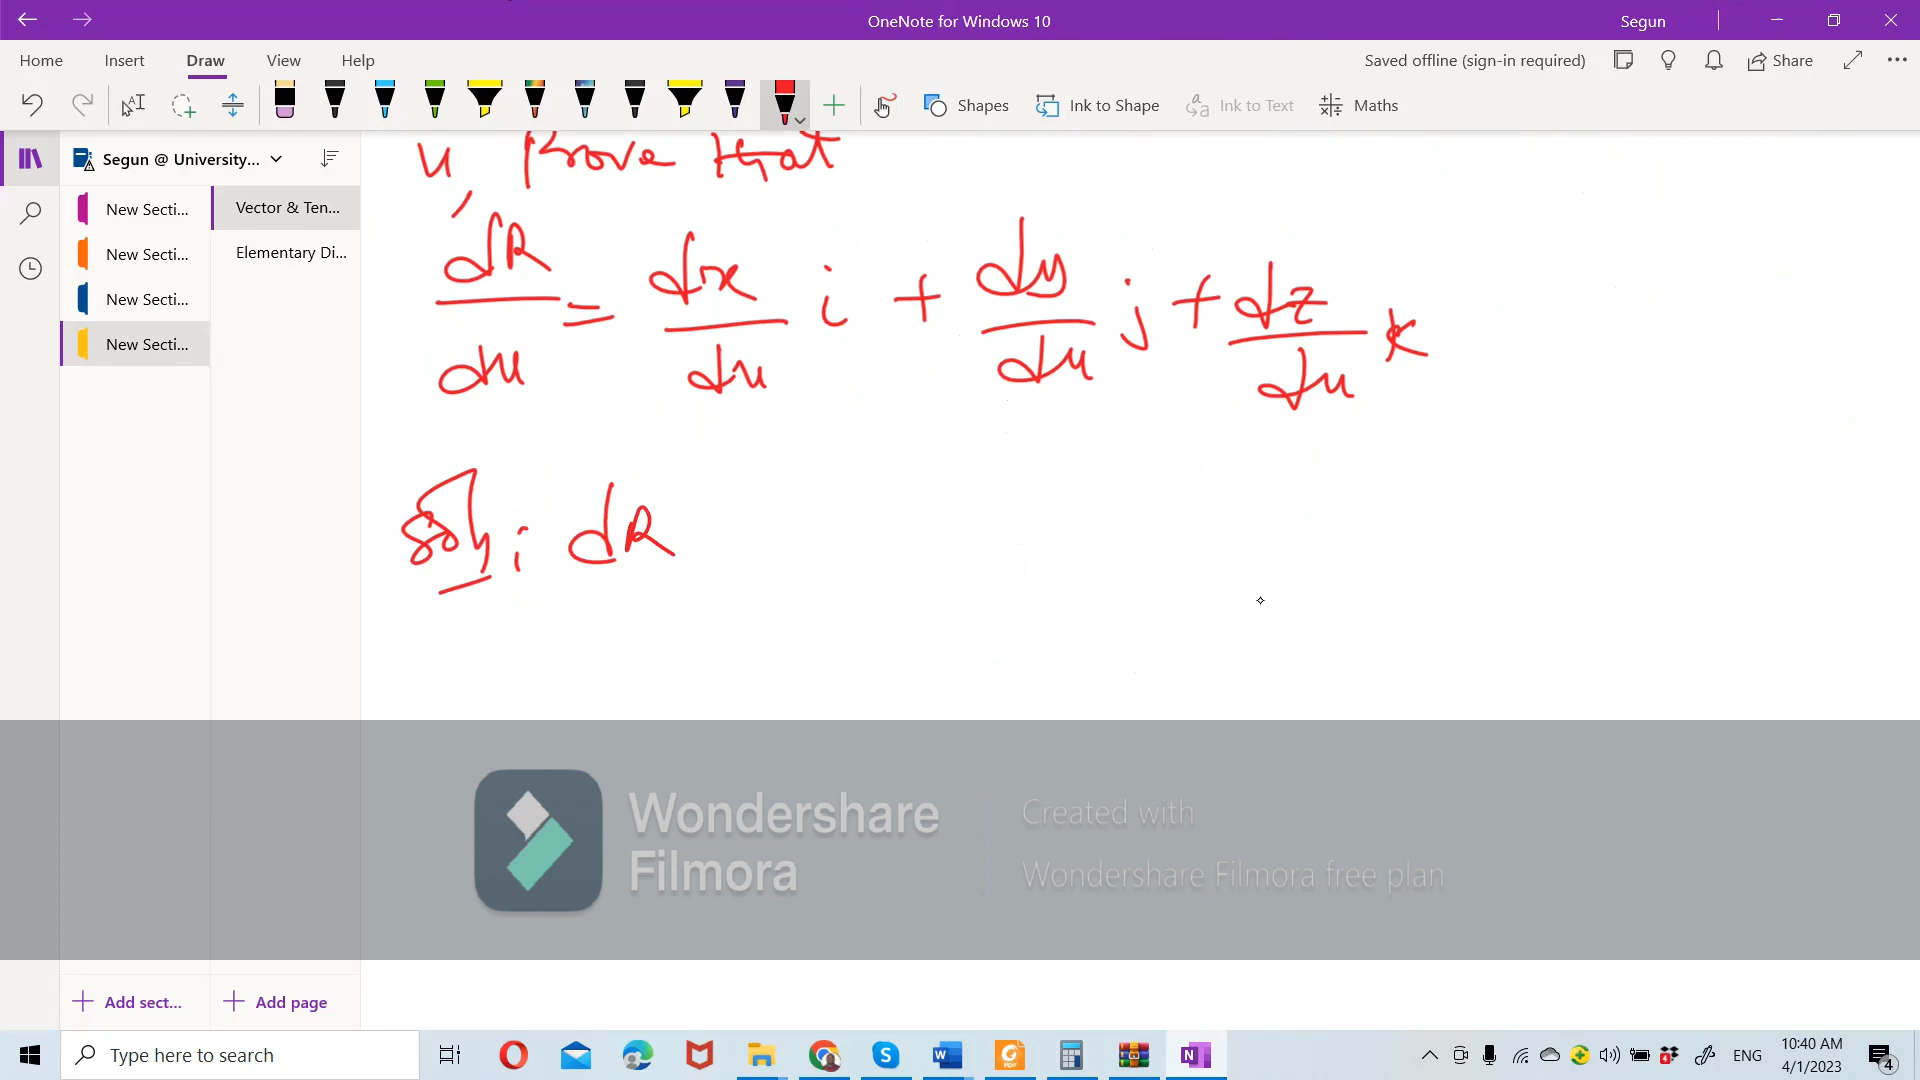 OneNote for Windows 10
Segun
Home Insert Draw View Help
Saved offline (sign-in required) Share
Shapes Ink to Shape Ink to Text Maths
Segun @ University...
New Secti...
New Secti...
New Secti...
New Secti...
Vector & Ten...
Elementary Di...
u, prove that
dR/du = dx/du i + dy/du j + dz/du k
soln; dR
Wondershare
Filmora
Created with
Wondershare Filmora free plan
Add sect... Add page
Type here to search
ENG
10:40 AM
4/1/2023
4